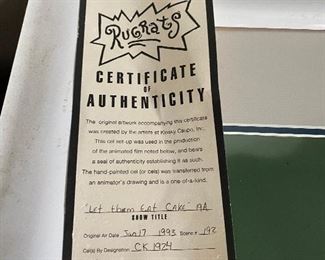 RUGRATS
CERTIFICATE
OF
AUTHENTICITY
The original artwork accompanying this certificate
was created by the artists at Klasky Csupo, Inc.
This cel set-up was used in the production
of the animated film noted below, and bears
a seal of authenticity establishing it as such.
The hand-painted cel (or cels) was transferred from
an animator's drawing and is a one-of-a-kind.
"Let them Eat Cake" AA
SHOW TITLE
Original Air Date Jan 17 1993 Scene # 192
Cel(s) By Designation CK 1924